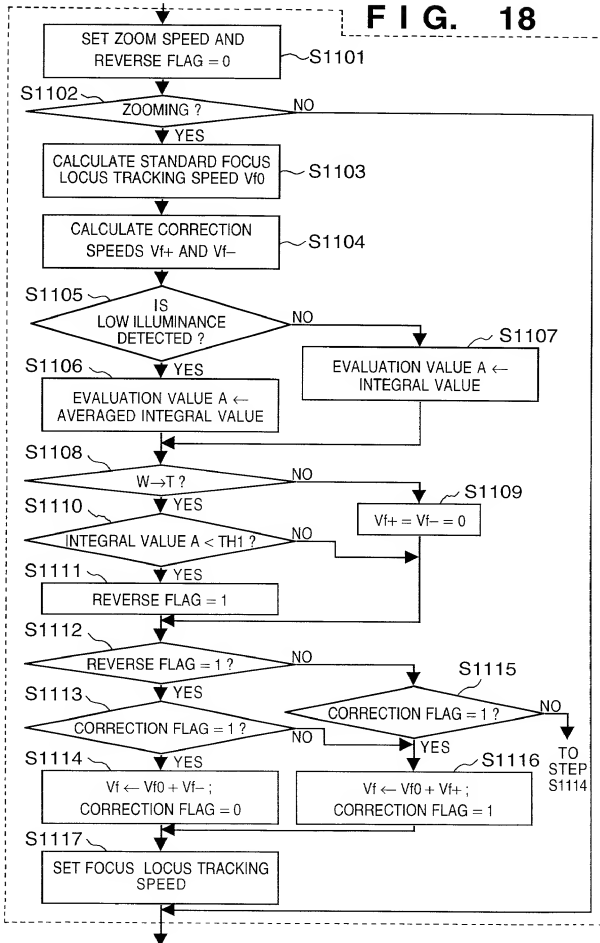 FIG. 18
SET ZOOM SPEED AND
REVERSE FLAG = 0
S1101
S1102
ZOOMING ?
NO
YES
CALCULATE STANDARD FOCUS
LOCUS TRACKING SPEED Vf0
S1103
CALCULATE CORRECTION
SPEEDS Vf+ AND Vf−
S1104
S1105
IS
LOW ILLUMINANCE
DETECTED ?
NO
YES
S1107
EVALUATION VALUE A ←
INTEGRAL VALUE
S1106
EVALUATION VALUE A ←
AVERAGED INTEGRAL VALUE
S1108
W→T ?
NO
YES
S1109
Vf+ = Vf− = 0
S1110
INTEGRAL VALUE A < TH1 ?
NO
YES
S1111
REVERSE FLAG = 1
S1112
REVERSE FLAG = 1 ?
NO
YES
S1115
CORRECTION FLAG = 1 ?
NO
YES
TO
STEP
S1114
S1113
CORRECTION FLAG = 1 ?
NO
YES
S1114
Vf ← Vf0 + Vf− ;
CORRECTION FLAG = 0
S1116
Vf ← Vf0 + Vf+ ;
CORRECTION FLAG = 1
S1117
SET FOCUS LOCUS TRACKING
SPEED